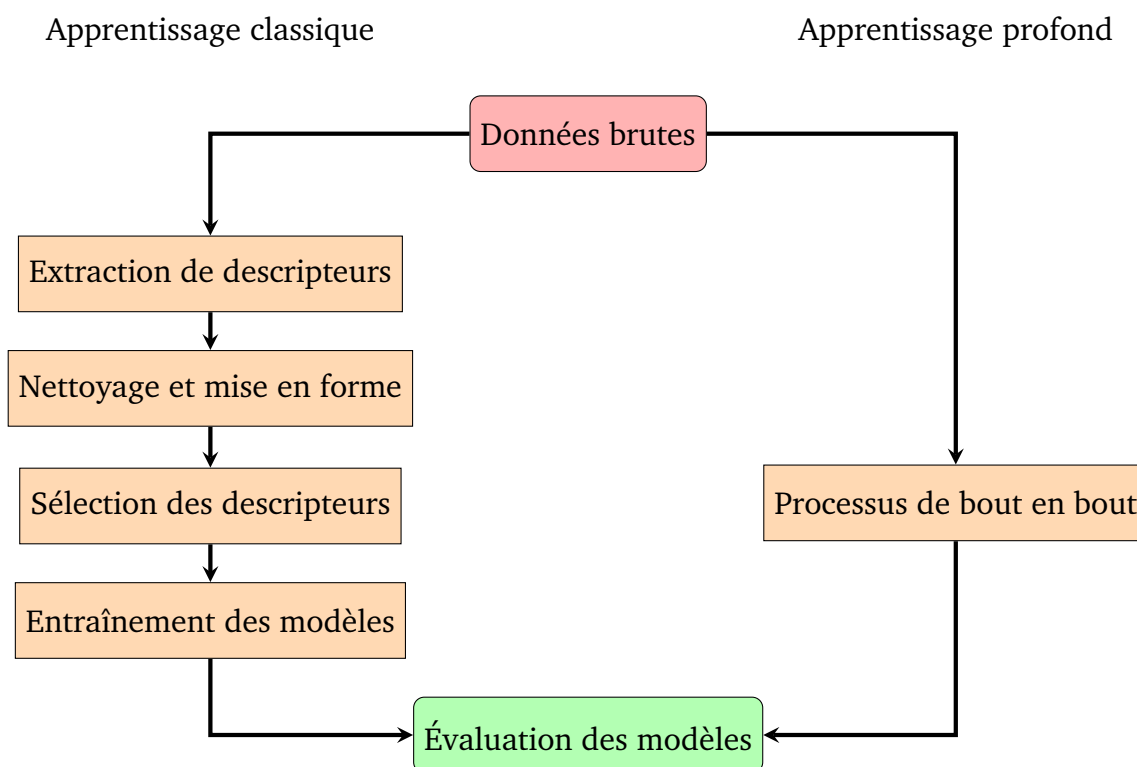 Apprentissage classique
Apprentissage profond
Données brutes
Extraction de descripteurs
Nettoyage et mise en forme
Sélection des descripteurs
Processus de bout en bout
Entraînement des modèles
Évaluation des modèles